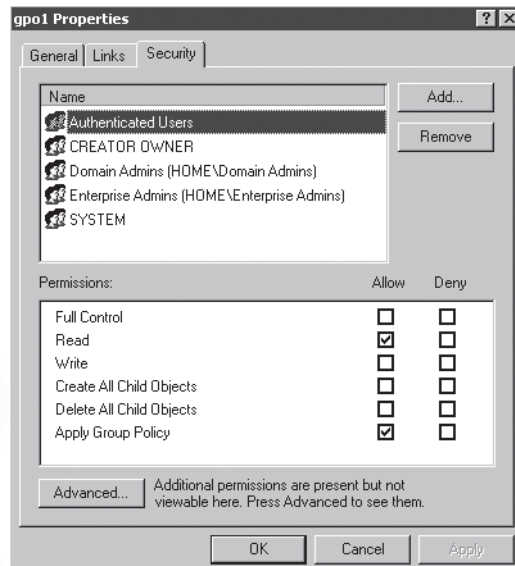 gpo1 Properties
General
Links
Security
Name
Authenticated Users
CREATOR OWNER
Domain Admins (HOME\Domain Admins)
Enterprise Admins (HOME\Enterprise Admins)
SYSTEM
Add...
Remove
Permissions: Allow Deny
Full Control
Read
Write
Create All Child Objects
Delete All Child Objects
Apply Group Policy
Advanced...
Additional permissions are present but not
viewable here. Press Advanced to see them.
OK
Cancel
Apply